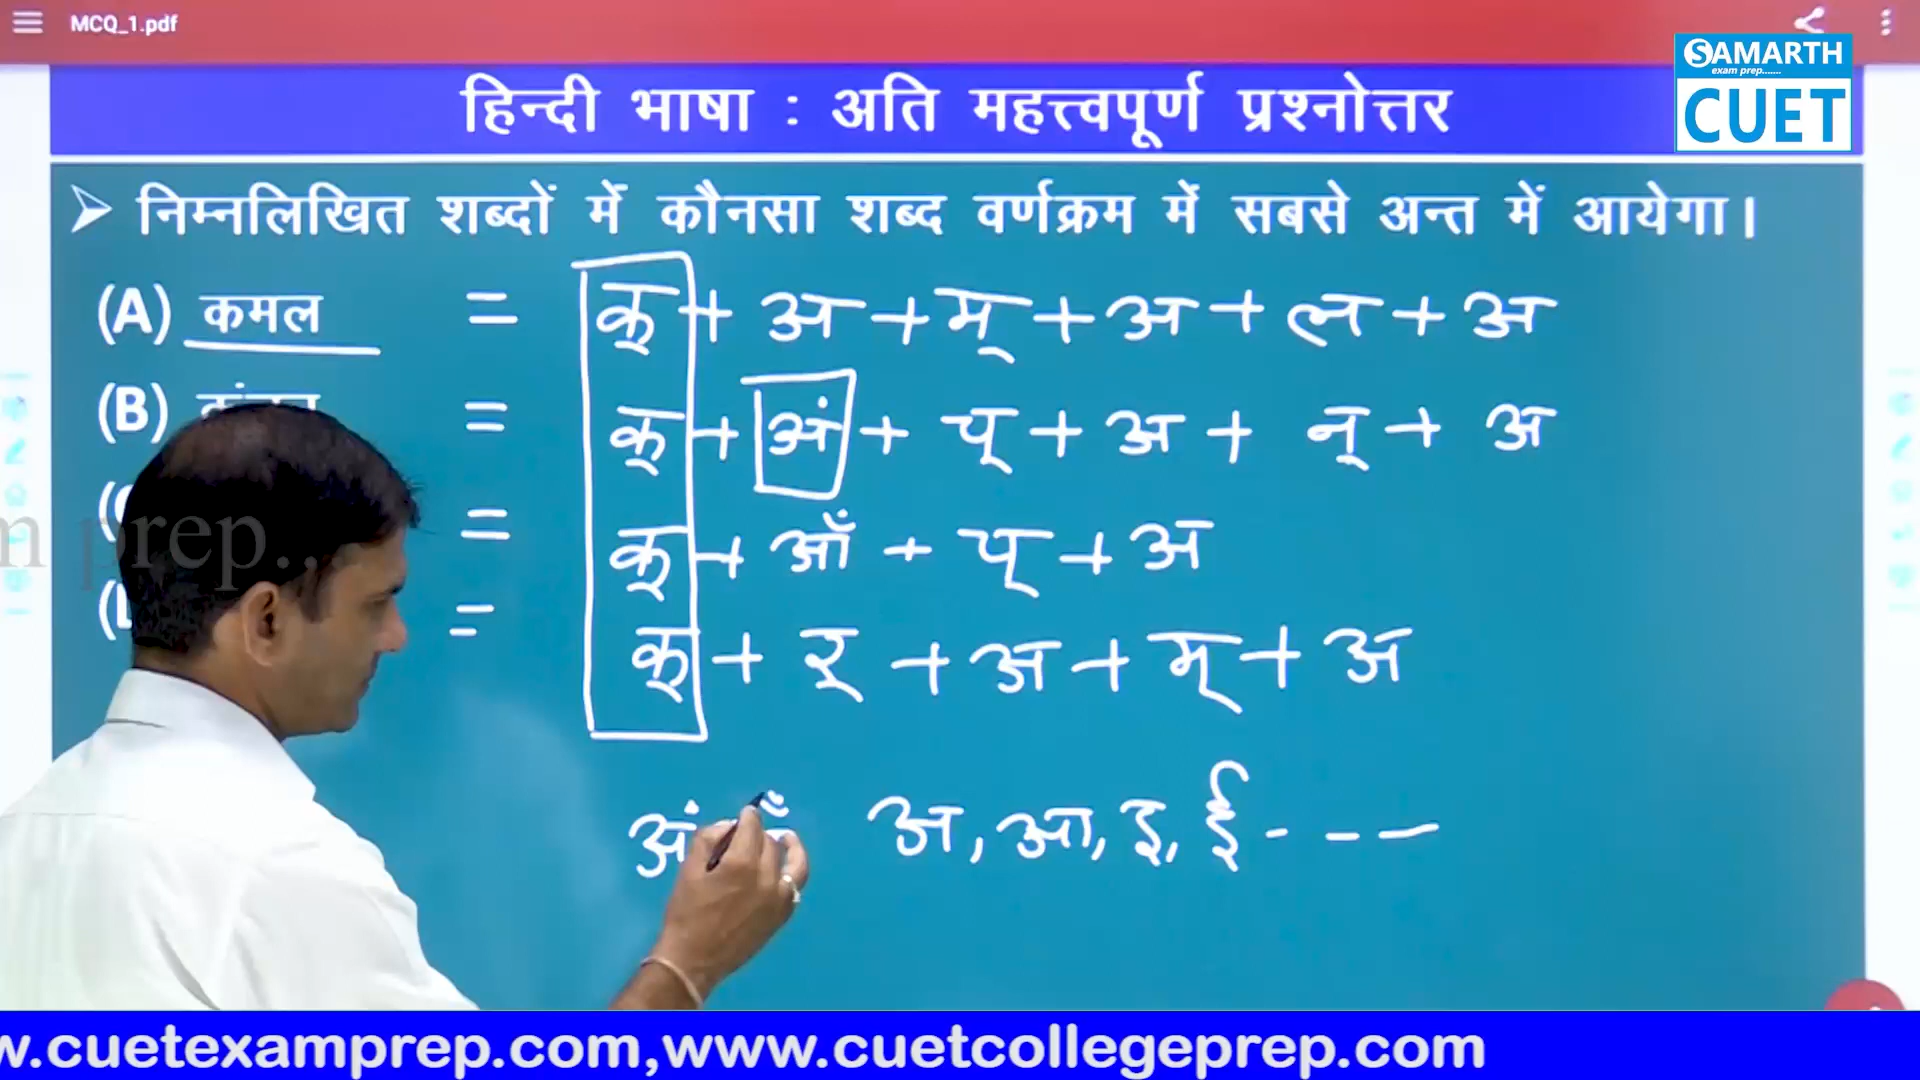 MCQ_1.pdf
SAMARTH
exam prep.......
CUET
हिन्दी भाषा : अति महत्त्वपूर्ण प्रश्नोत्तर
➢ निम्नलिखित शब्दों में कौनसा शब्द वर्णक्रम में सबसे अन्त में आयेगा।
(A) कमल = क् + अ + म् + अ + ल + अ
(B) = क् + अं + च् + अ + न् + अ
= क् + आँ + प् + अ
= क् + र् + अ + म् + अ
prep..
अं अ, आ, इ, ई - - -
w.cuetexamprep.com,www.cuetcollegeprep.com